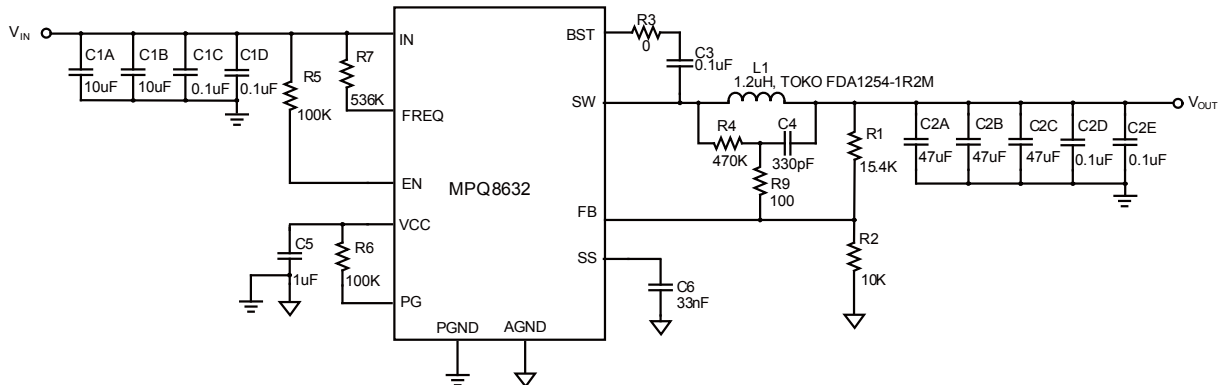 V_IN
C1A
10uF
C1B
10uF
C1C
0.1uF
C1D
0.1uF
R5
100K
R7
536K
IN
FREQ
EN
VCC
PG
C5
1uF
R6
100K
MPQ8632
PGND
AGND
BST
SW
FB
SS
R3
0
C3
0.1uF
L1
1.2uH, TOKO FDA1254-1R2M
R4
470K
C4
330pF
R9
100
R1
15.4K
R2
10K
C6
33nF
C2A
47uF
C2B
47uF
C2C
47uF
C2D
0.1uF
C2E
0.1uF
V_OUT